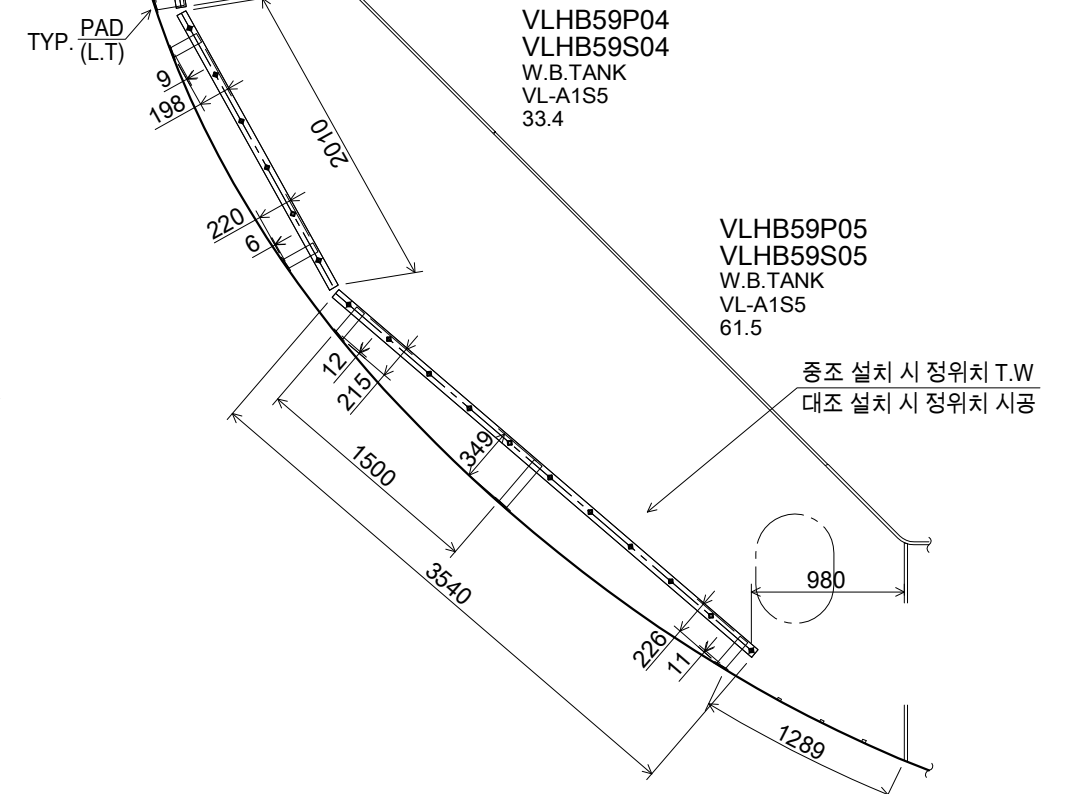 VLHB59P04
VLHB59S04
W.B.TANK
VL-A1S5
33.4
TYP. PAD
(L.T)
9
198
2010
220
6
VLHB59P05
VLHB59S05
W.B.TANK
VL-A1S5
61.5
중조 설치 시 정위치 T.W
대조 설치 시 정위치 시공
12
215
349
1500
3540
980
226
11
1289